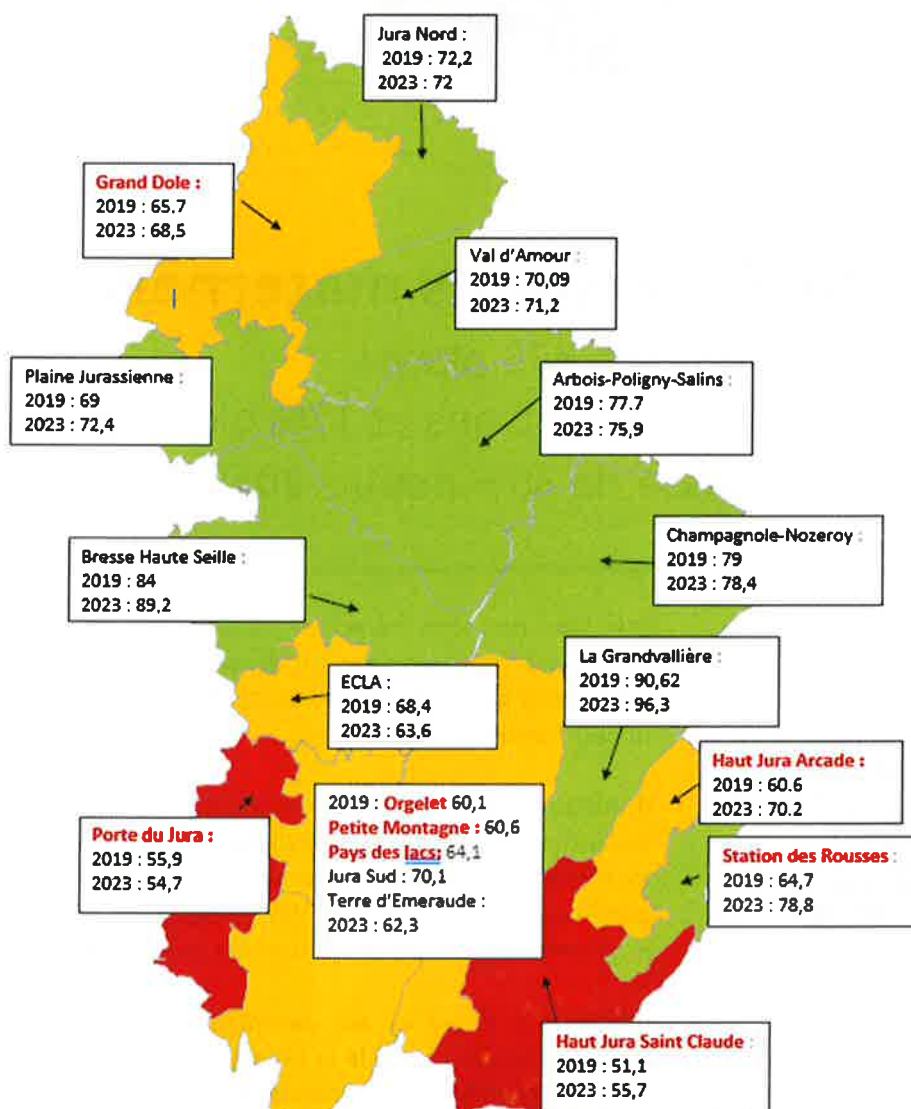 Jura Nord :
2019 : 72,2
2023 : 72
Grand Dole :
2019 : 65.7
2023 : 68,5
Val d'Amour :
2019 : 70,09
2023 : 71,2
Plaine Jurassienne :
2019 : 69
2023 : 72,4
Arbois-Poligny-Salins :
2019 : 77.7
2023 : 75,9
Champagnole-Nozeroy :
2019 : 79
2023 : 78,4
Bresse Haute Seille :
2019 : 84
2023 : 89,2
La Grandvallière :
2019 : 90,62
2023 : 96,3
ECLA :
2019 : 68,4
2023 : 63,6
Haut Jura Arcade :
2019 : 60.6
2023 : 70.2
Porte du Jura :
2019 : 55,9
2023 : 54,7
2019 : Orgelet 60,1
Petite Montagne : 60,6
Pays des lacs: 64,1
Jura Sud : 70,1
Terre d'Emeraude :
2023 : 62,3
Station des Rousses :
2019 : 64,7
2023 : 78,8
Haut Jura Saint Claude :
2019 : 51,1
2023 : 55,7